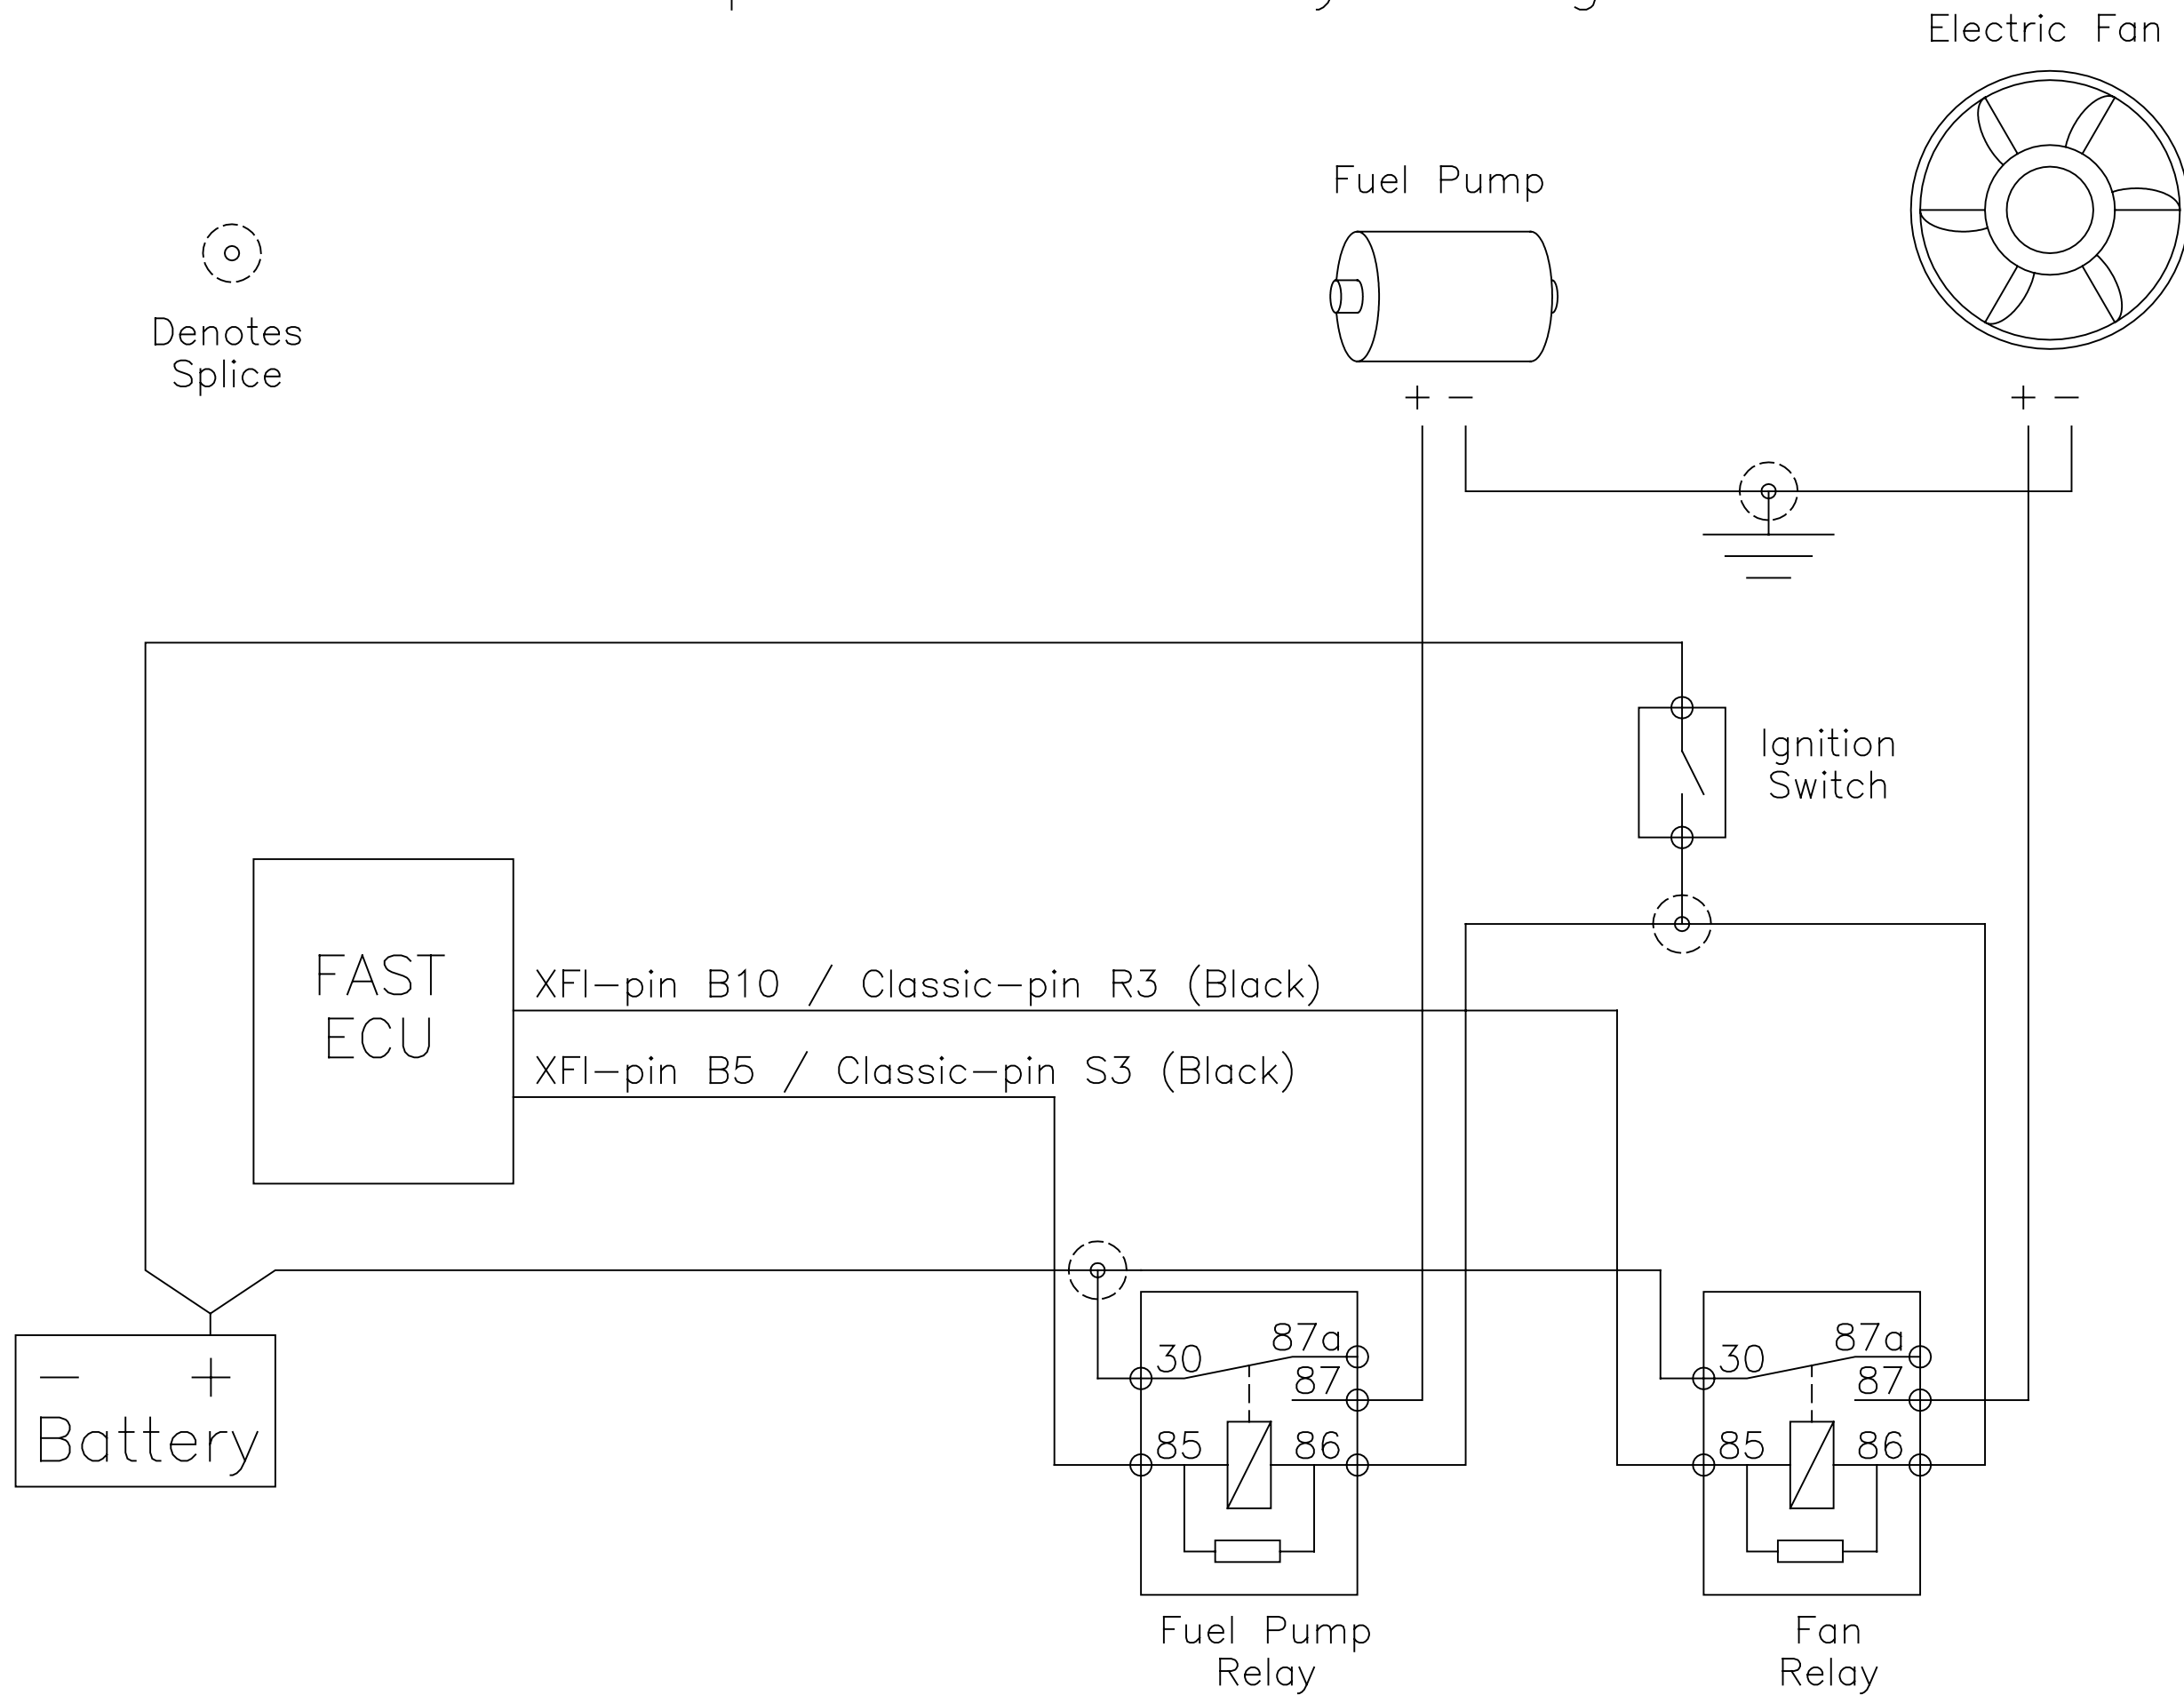 Electric Fan
Fuel Pump
Denotes
Splice
+ −
+ −
Ignition
Switch
FAST
ECU
XFI-pin B10 / Classic-pin R3 (Black)
XFI-pin B5 / Classic-pin S3 (Black)
− +
Battery
30
87a
87
85
86
Fuel Pump
Relay
30
87a
87
85
86
Fan
Relay